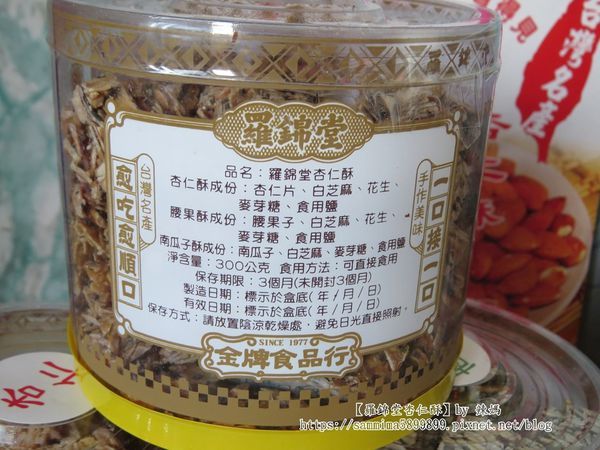 羅錦堂
品名：羅錦堂杏仁酥
杏仁酥成份：杏仁片、白芝麻、花生、
麥芽糖、食用鹽
腰果酥成份：腰果子、白芝麻、花生、
麥芽糖、食用鹽
南瓜子酥成份：南瓜子、白芝麻、麥芽糖、食用鹽
淨含量：300公克 食用方法：可直接食用
保存期限：3個月(未開封3個月)
製造日期：標示於盒底(年/月/日)
有效日期：標示於盒底(年/月/日)
保存方式：請放置陰涼乾燥處，避免日光直接照射。
SINCE 1977
金牌食品行
台灣名產
愈吃愈順口
手作美味
一口接一口
台灣名產
杏仁
【羅錦堂杏仁酥】by 辣媽
https://sanmima5899899.pixnet.net/blog